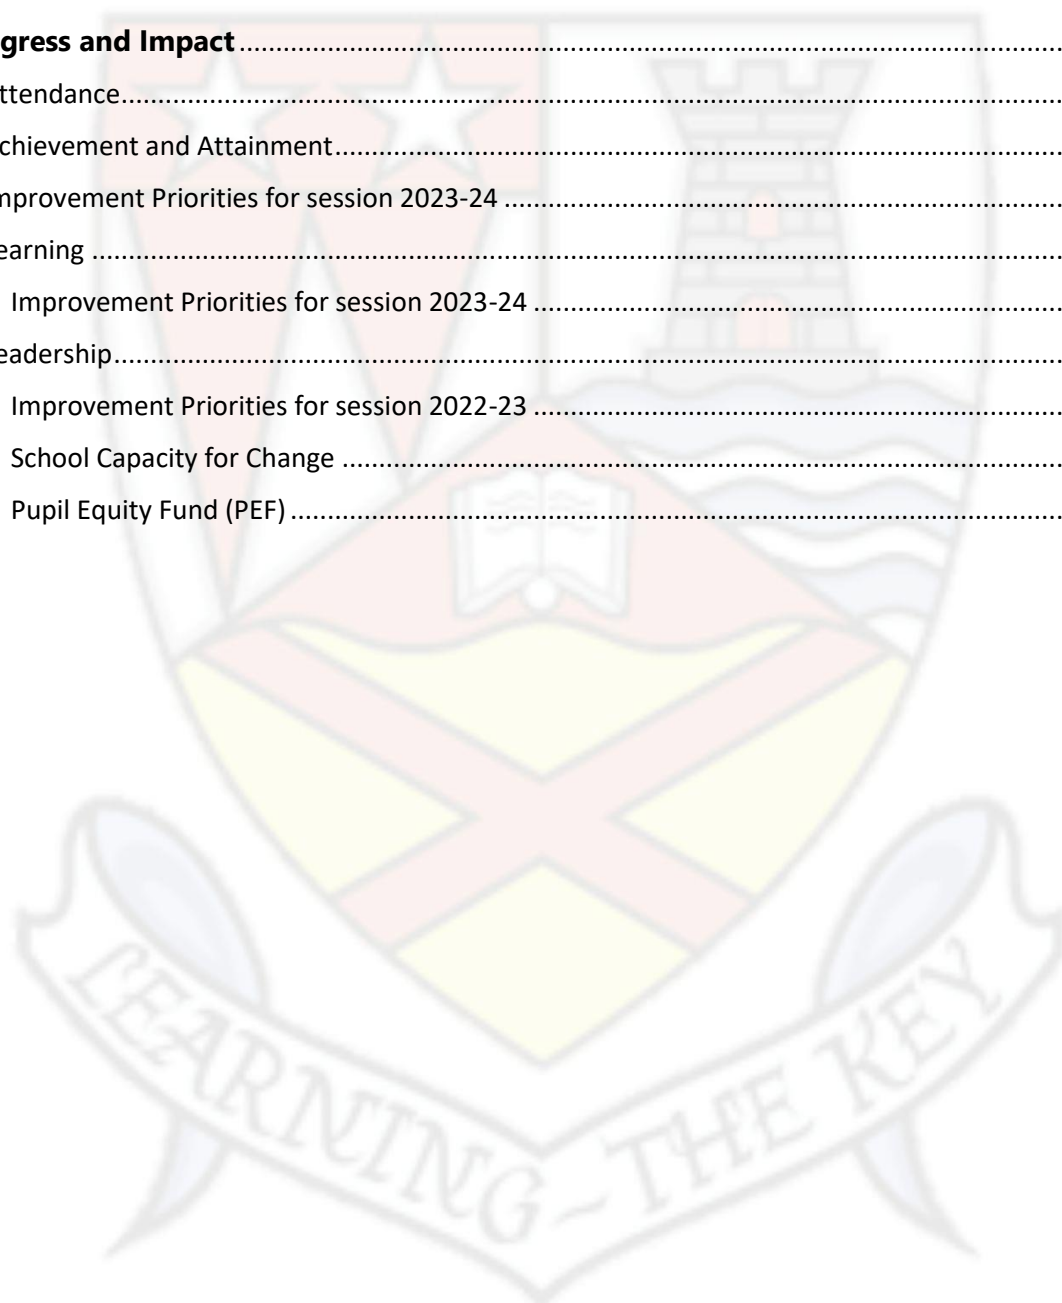 gress and Impact
ttendance
chievement and Attainment
mprovement Priorities for session 2023-24
earning
Improvement Priorities for session 2023-24
eadership
Improvement Priorities for session 2022-23
School Capacity for Change
Pupil Equity Fund (PEF)
LEARNING ~ THE KEY